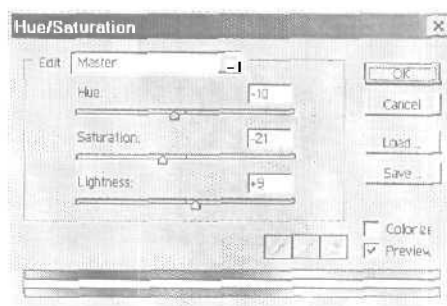 Hue/Saturation
Edit: Master
Hue: -10
Saturation: -21
Lightness: +9
OK
Cancel
Load...
Save...
Colorize
Preview